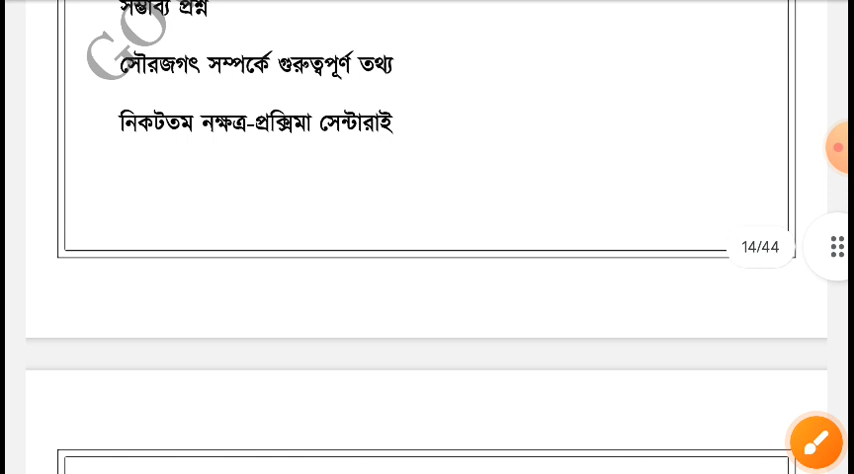 সম্ভাব্য প্রশ্ন
সৌরজগৎ সম্পর্কে গুরুত্বপূর্ণ তথ্য
নিকটতম নক্ষত্র-প্রক্সিমা সেন্টারাই
14/44